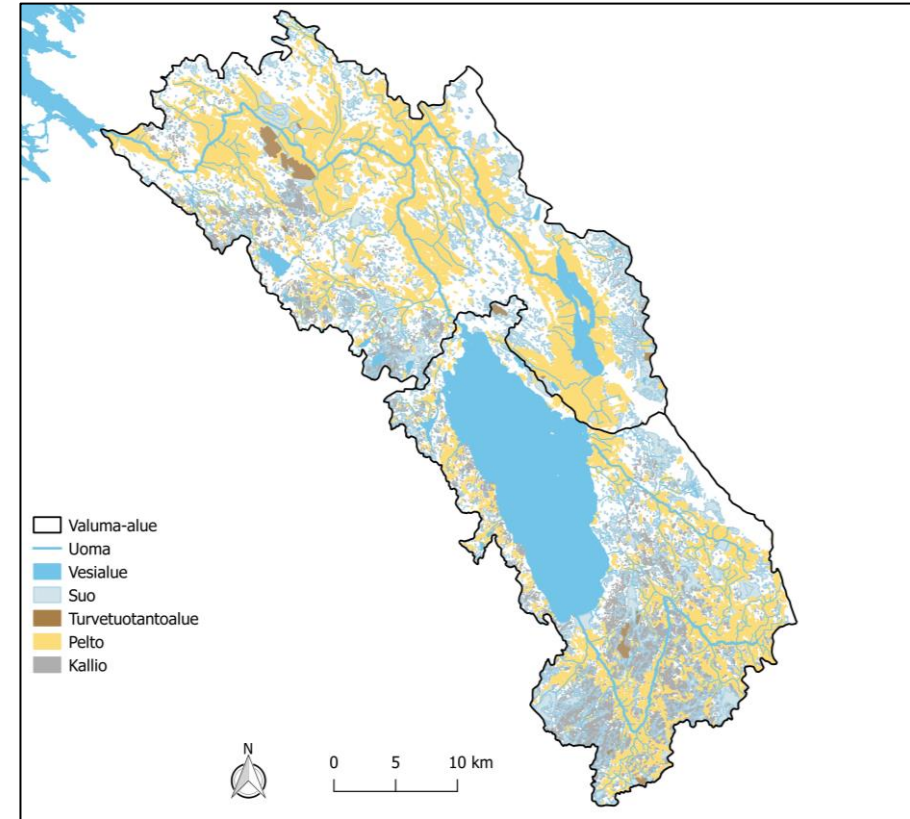 Valuma-alue
Uoma
Vesialue
Suo
Turvetuotantoalue
Pelto
Kallio
N
0 5 10 km